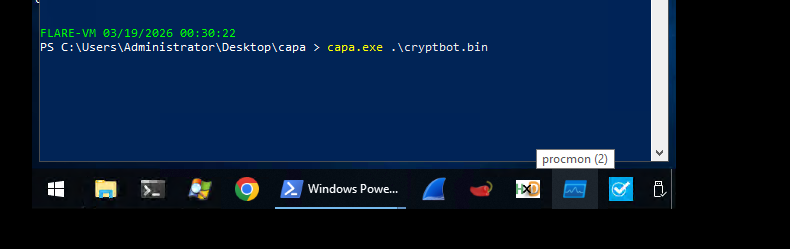 FLARE-VM 03/19/2026 00:30:22
PS C:\Users\Administrator\Desktop\capa > capa.exe .\cryptbot.bin
procmon (2)
Windows Powe...
HXD